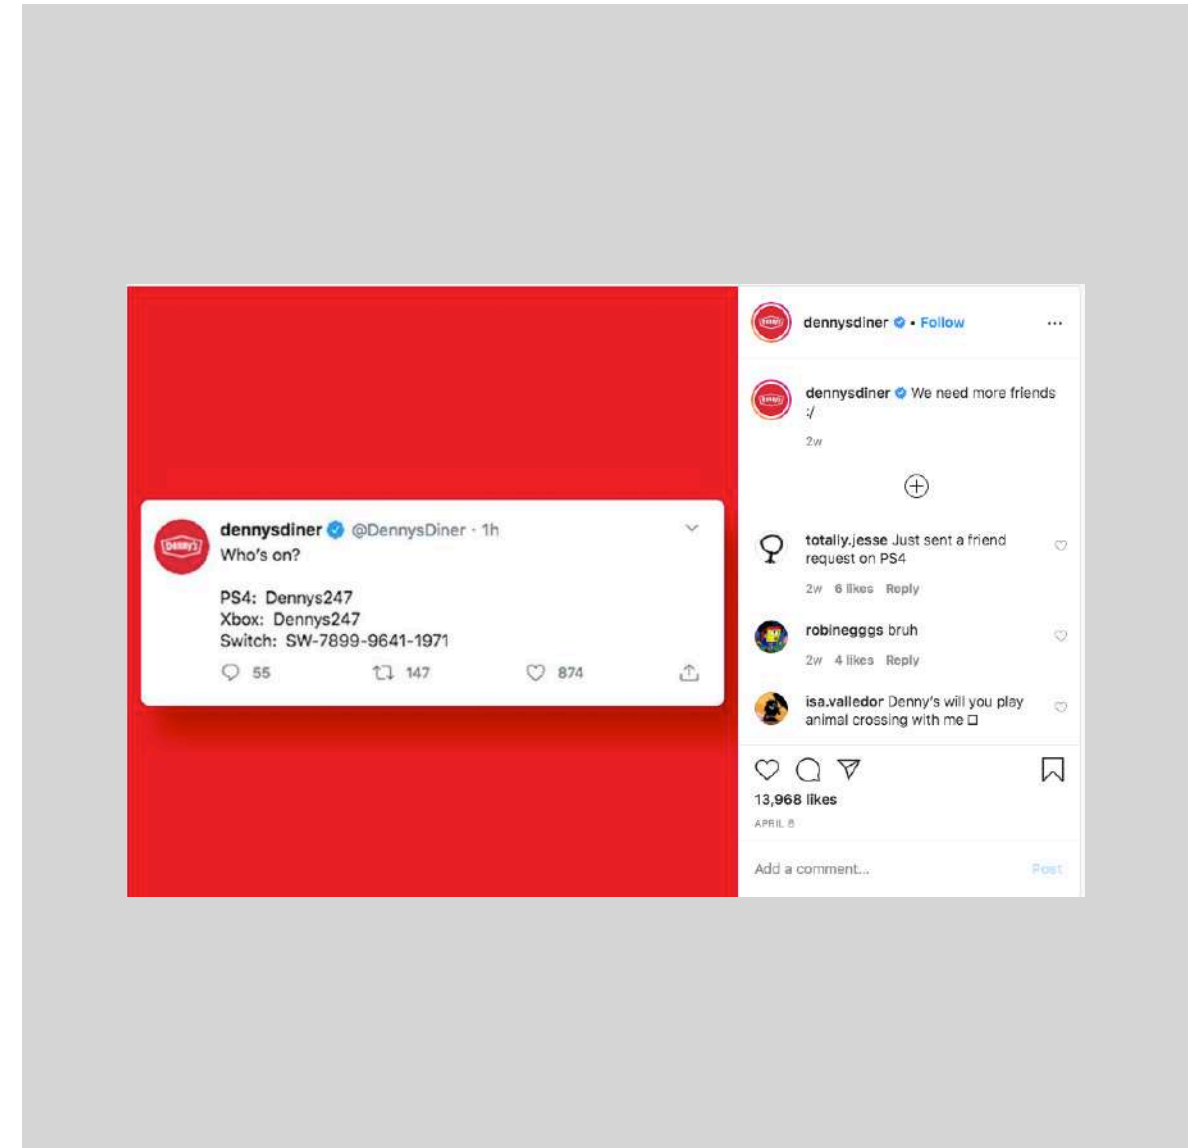 dennysdiner @DennysDiner · 1h
Who's on?
PS4: Dennys247
Xbox: Dennys247
Switch: SW-7899-9641-1971
55 147 874
Denny's
dennysdiner • Follow
dennysdiner We need more friends
:/
2w
totally.jesse Just sent a friend
request on PS4
2w 6 likes Reply
robinegggs bruh
2w 4 likes Reply
isa.valledor Denny's will you play
animal crossing with me
13,968 likes
APRIL 8
Add a comment...
Post